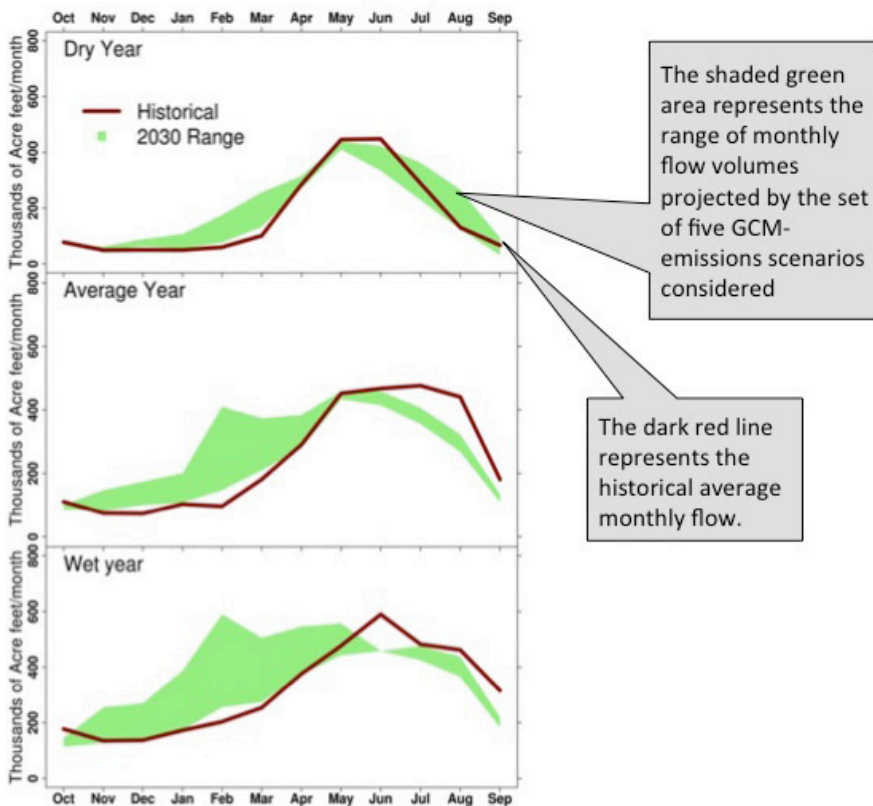 Oct Nov Dec Jan Feb Mar Apr May Jun Jul Aug Sep
Thousands of Acre feet/month
0 200 400 600 800
Dry Year
Historical
2030 Range
Thousands of Acre feet/month
0 200 400 600 800
Average Year
Thousands of Acre feet/month
0 200 400 600 800
Wet year
Oct Nov Dec Jan Feb Mar Apr May Jun Jul Aug Sep
The shaded green
area represents the
range of monthly
flow volumes
projected by the set
of five GCM-
emissions scenarios
considered
The dark red line
represents the
historical average
monthly flow.